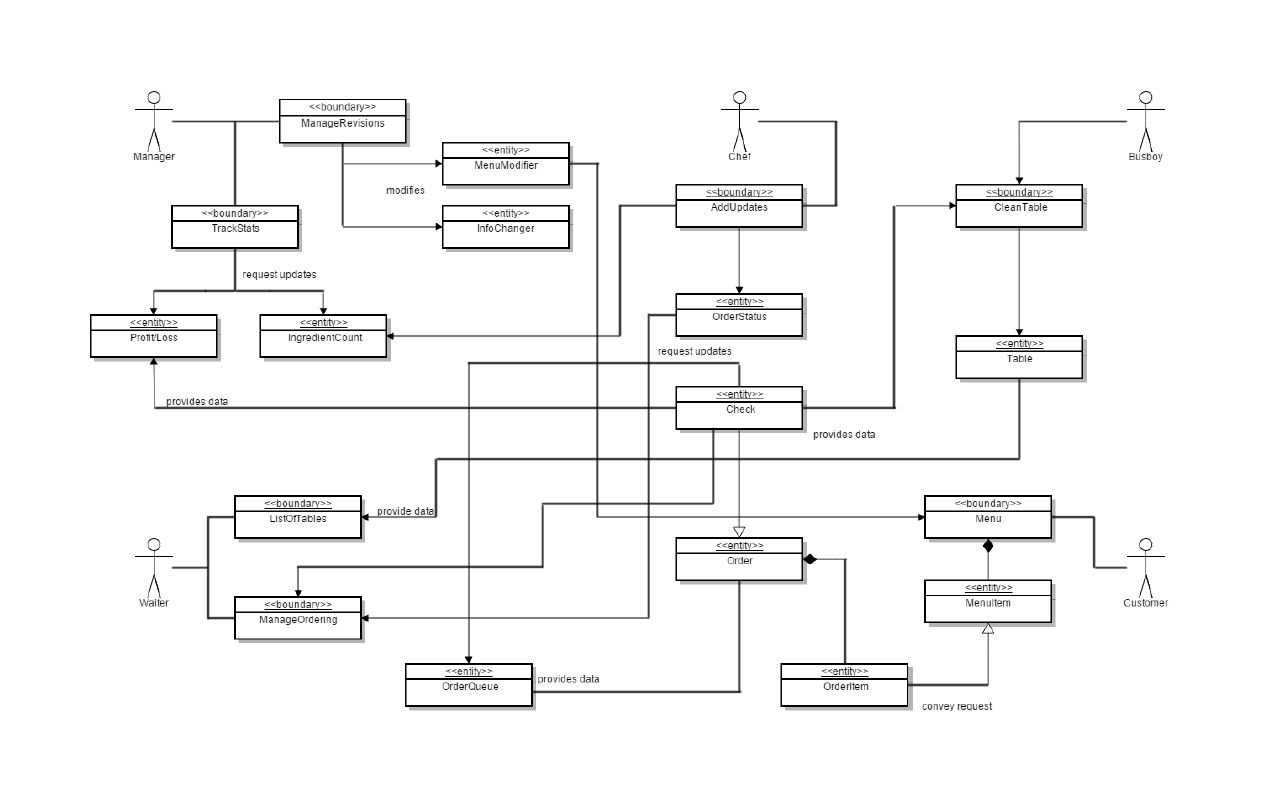 <<boundary>>
ManageRevisions
Manager
<<entity>>
MenuModifier
modifies
Chef
Busboy
<<boundary>>
TrackStats
<<entity>>
InfoChanger
<<boundary>>
AddUpdates
<<boundary>>
CleanTable
request updates
<<entity>>
Profit/Loss
<<entity>>
IngredientCount
<<entity>>
OrderStatus
request updates
<<entity>>
Table
provides data
<<entity>>
Check
provides data
<<boundary>>
ListOfTables
provide data
<<boundary>>
Menu
Waiter
<<entity>>
Order
<<entity>>
MenuItem
Customer
<<boundary>>
ManageOrdering
<<entity>>
OrderQueue
provides data
<<entity>>
OrderItem
convey request